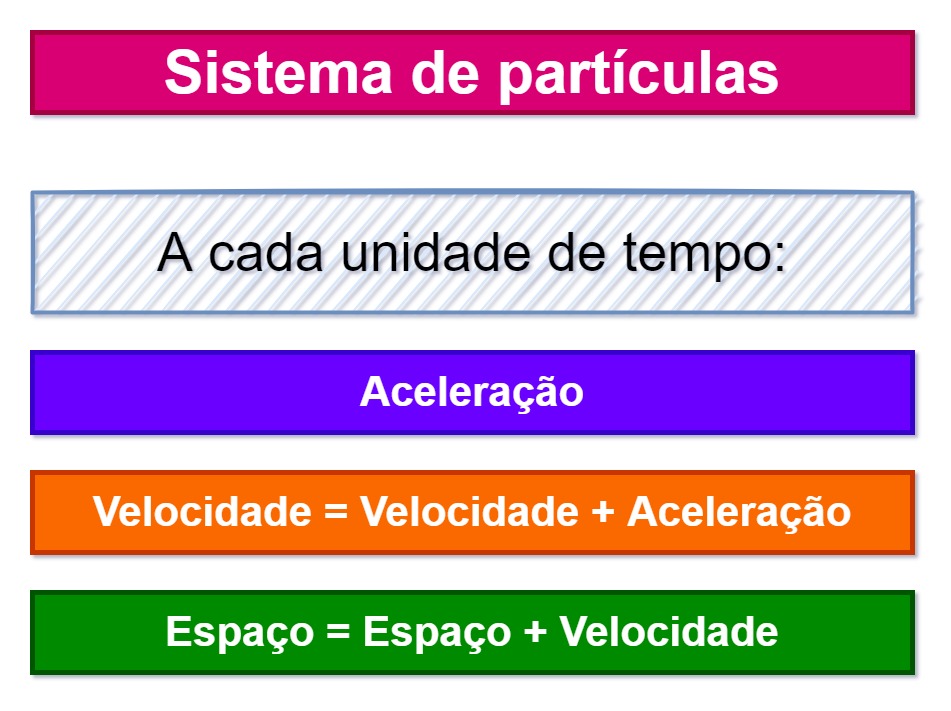 Sistema de partículas
A cada unidade de tempo:
Aceleração
Velocidade = Velocidade + Aceleração
Espaço = Espaço + Velocidade